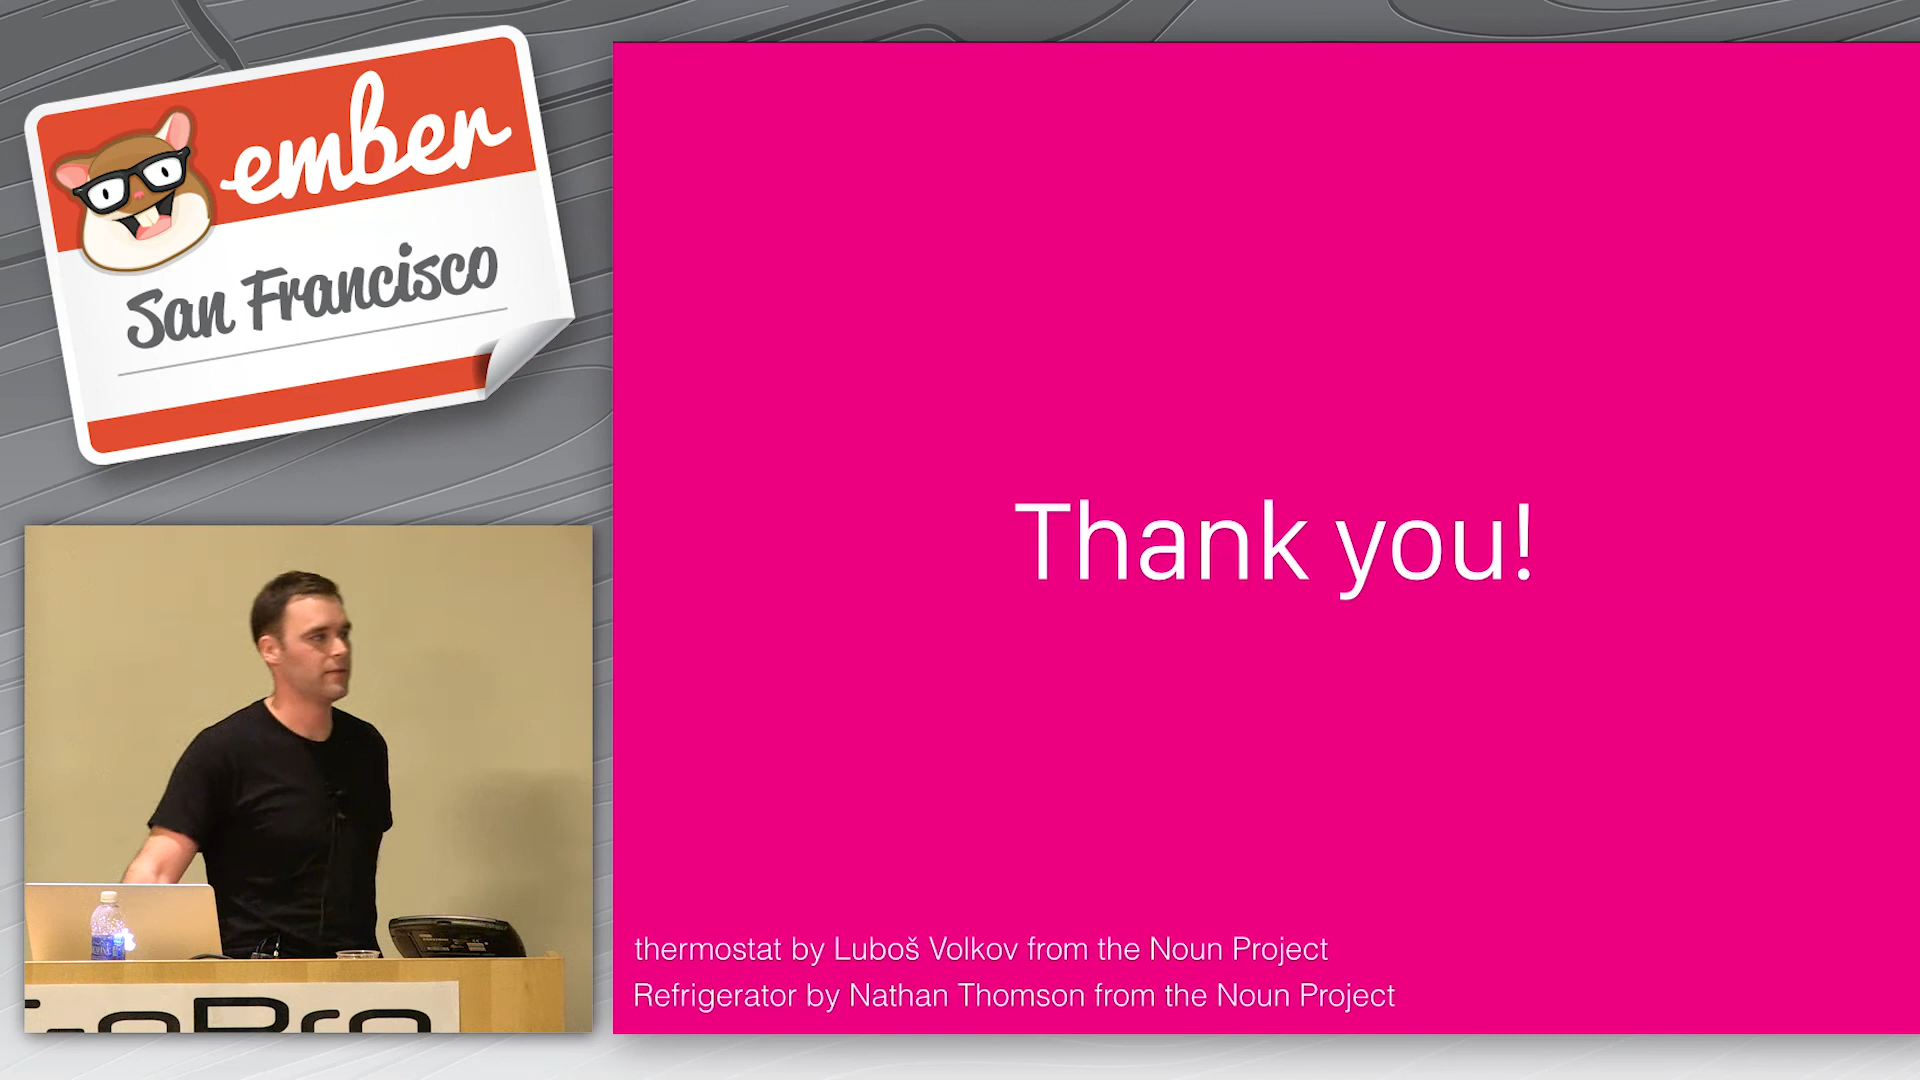 ember
San Francisco
Thank you!
thermostat by Luboš Volkov from the Noun Project
Refrigerator by Nathan Thomson from the Noun Project
GoPro